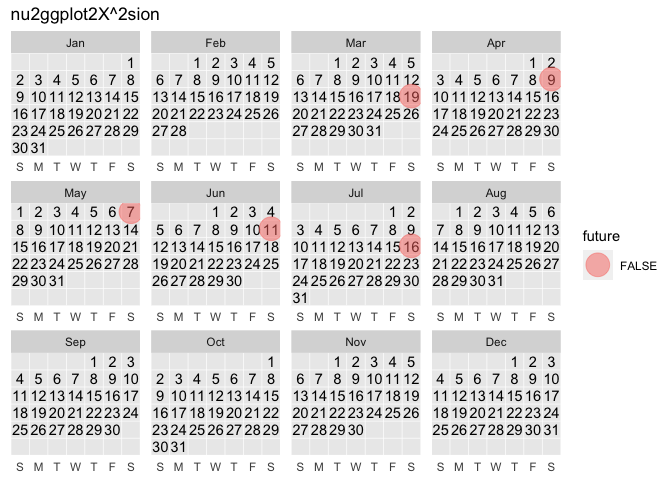 nu2ggplot2X^2sion
Jan Feb Mar Apr
1 1 2 3 4 5 1 2 3 4 5 1 2
2 3 4 5 6 7 8 6 7 8 9 10 11 12 6 7 8 9 10 11 12 3 4 5 6 7 8 9
9 10 11 12 13 14 15 13 14 15 16 17 18 19 13 14 15 16 17 18 19 10 11 12 13 14 15 16
16 17 18 19 20 21 22 20 21 22 23 24 25 26 20 21 22 23 24 25 26 17 18 19 20 21 22 23
23 24 25 26 27 28 29 27 28 27 28 29 30 31 24 25 26 27 28 29 30
30 31
S M T W T F S S M T W T F S S M T W T F S S M T W T F S
May Jun Jul Aug
1 2 3 4 5 6 7 1 2 3 4 1 2 1 2 3 4 5 6
8 9 10 11 12 13 14 5 6 7 8 9 10 11 3 4 5 6 7 8 9 7 8 9 10 11 12 13
15 16 17 18 19 20 21 12 13 14 15 16 17 18 10 11 12 13 14 15 16 14 15 16 17 18 19 20
22 23 24 25 26 27 28 19 20 21 22 23 24 25 17 18 19 20 21 22 23 21 22 23 24 25 26 27
29 30 31 26 27 28 29 30 24 25 26 27 28 29 30 28 29 30 31
31
S M T W T F S S M T W T F S S M T W T F S S M T W T F S
future
FALSE
Sep Oct Nov Dec
1 2 3 1 1 2 3 4 5 1 2 3
4 5 6 7 8 9 10 2 3 4 5 6 7 8 6 7 8 9 10 11 12 4 5 6 7 8 9 10
11 12 13 14 15 16 17 9 10 11 12 13 14 15 13 14 15 16 17 18 19 11 12 13 14 15 16 17
18 19 20 21 22 23 24 16 17 18 19 20 21 22 20 21 22 23 24 25 26 18 19 20 21 22 23 24
25 26 27 28 29 30 23 24 25 26 27 28 29 27 28 29 30 25 26 27 28 29 30 31
30 31
S M T W T F S S M T W T F S S M T W T F S S M T W T F S